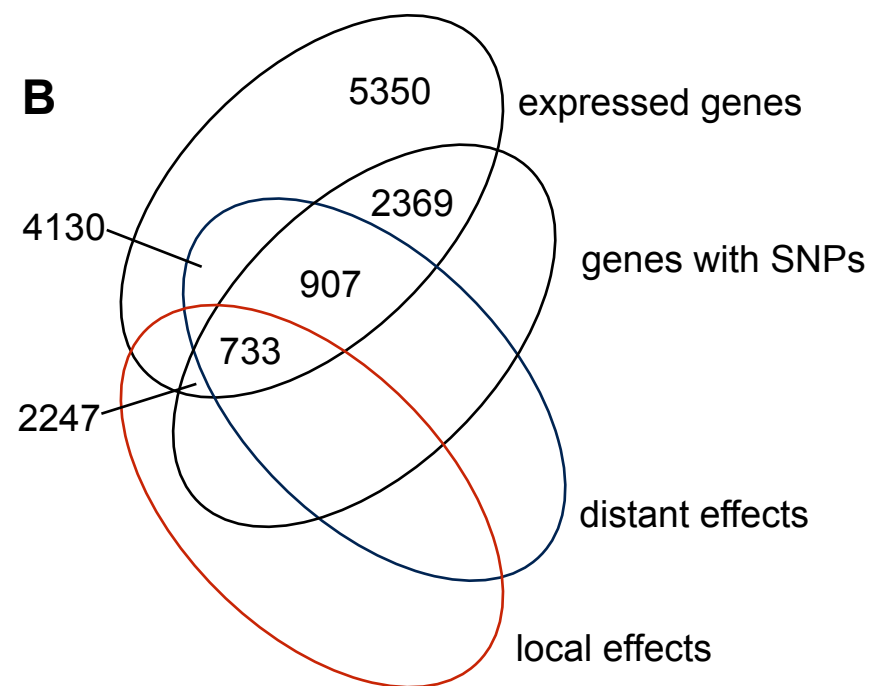 B
5350
expressed genes
2369
4130
genes with SNPs
907
733
2247
distant effects
local effects